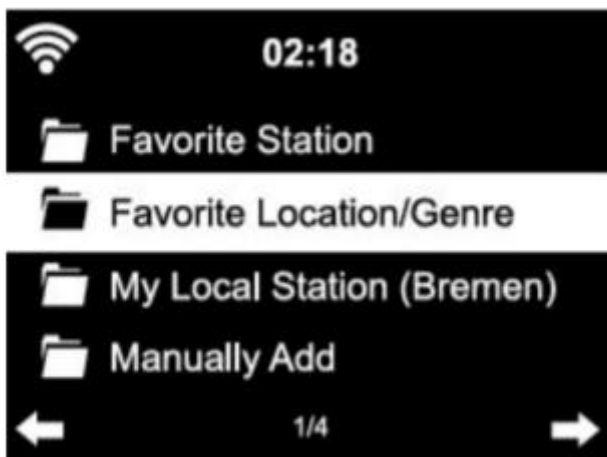 02:18
Favorite Station
Favorite Location/Genre
My Local Station (Bremen)
Manually Add
1/4